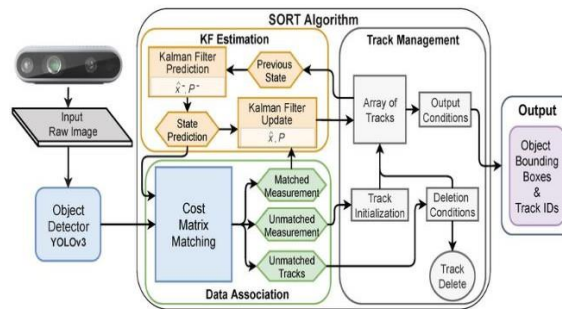 SORT Algorithm
KF Estimation
Kalman Filter
Prediction
x̂⁻, P⁻
Previous
State
State
Prediction
Kalman Filter
Update
x̂, P
Track Management
Array of
Tracks
Output
Conditions
Track
Initialization
Deletion
Conditions
Track
Delete
Input
Raw Image
Object
Detector
YOLOv3
Cost
Matrix
Matching
Matched
Measurement
Unmatched
Measurement
Unmatched
Tracks
Data Association
Output
Object
Bounding
Boxes
&
Track IDs